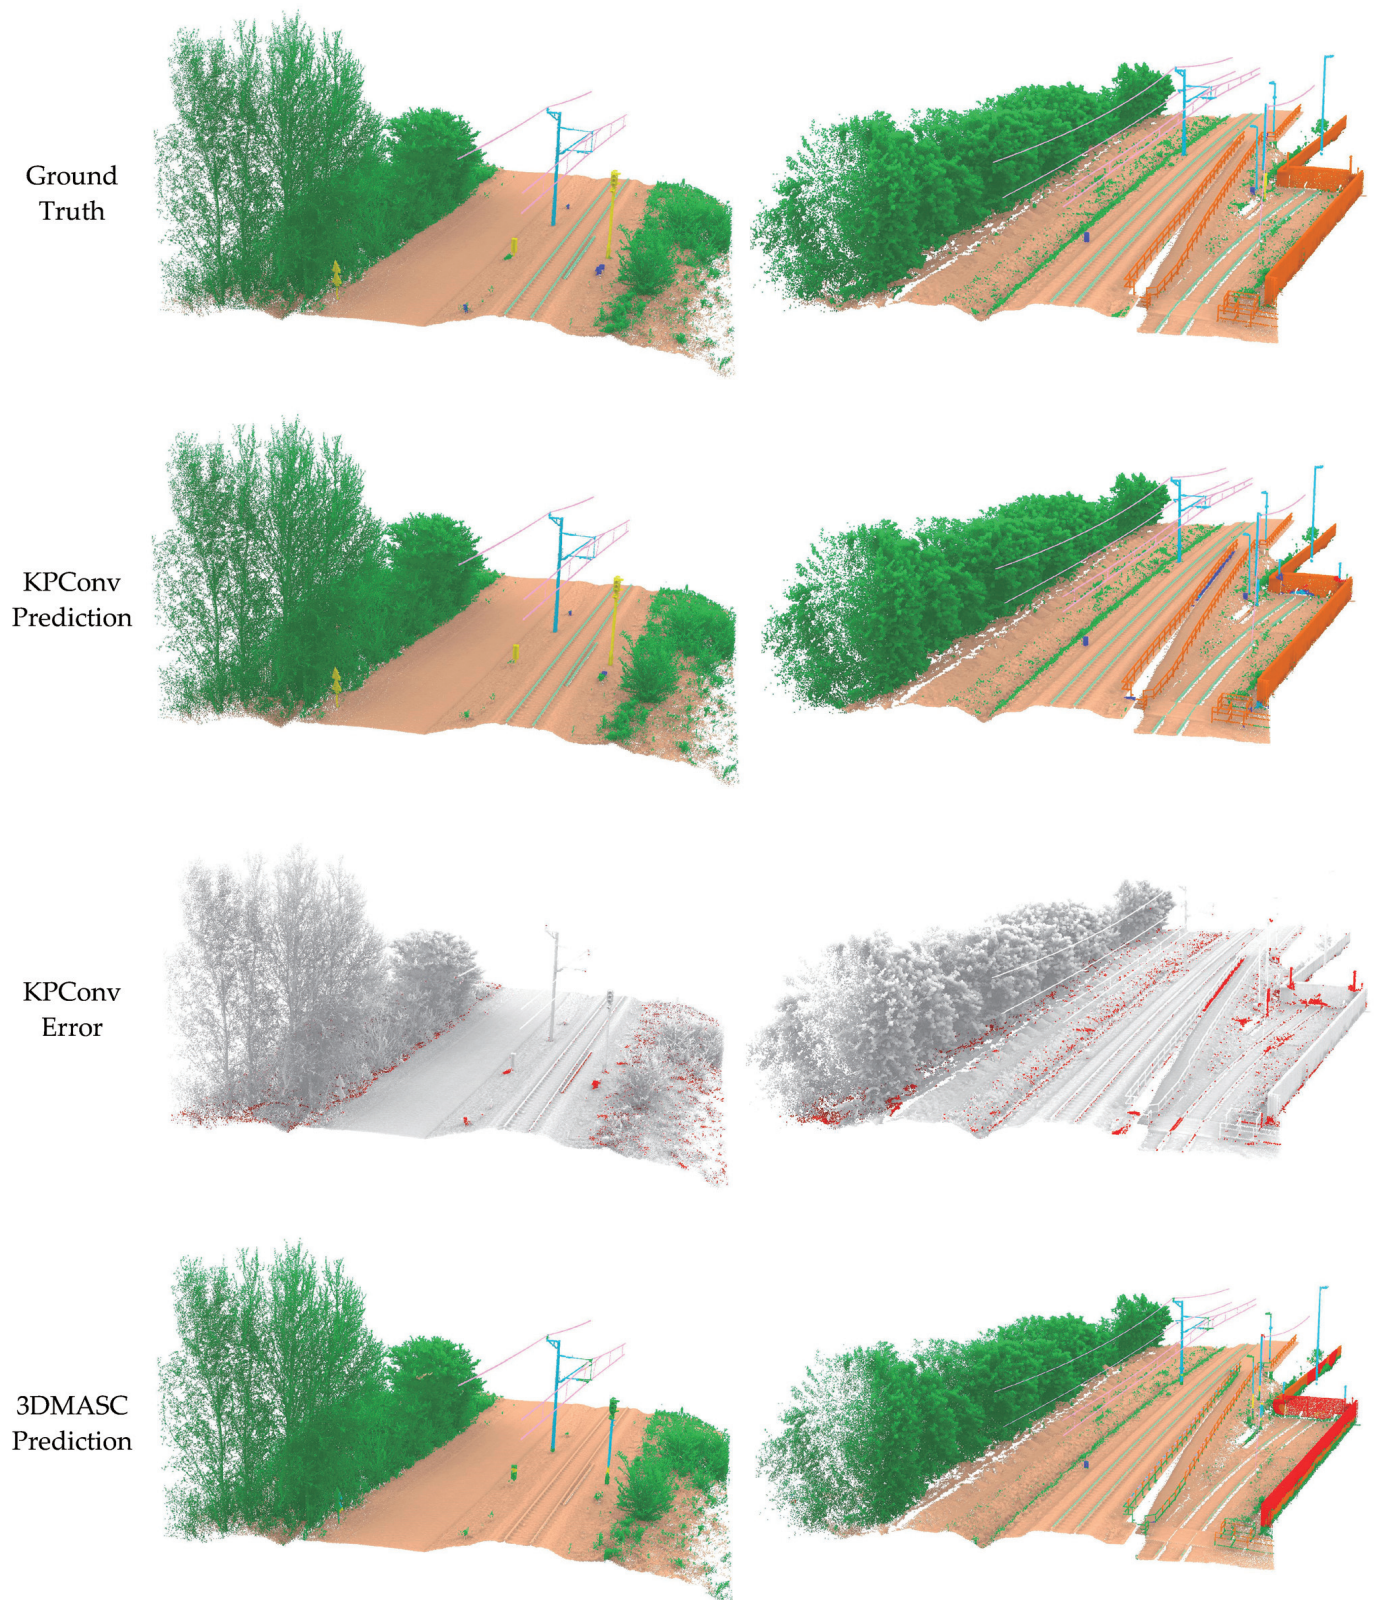 Ground
Truth
KPConv
Prediction
KPConv
Error
3DMASC
Prediction